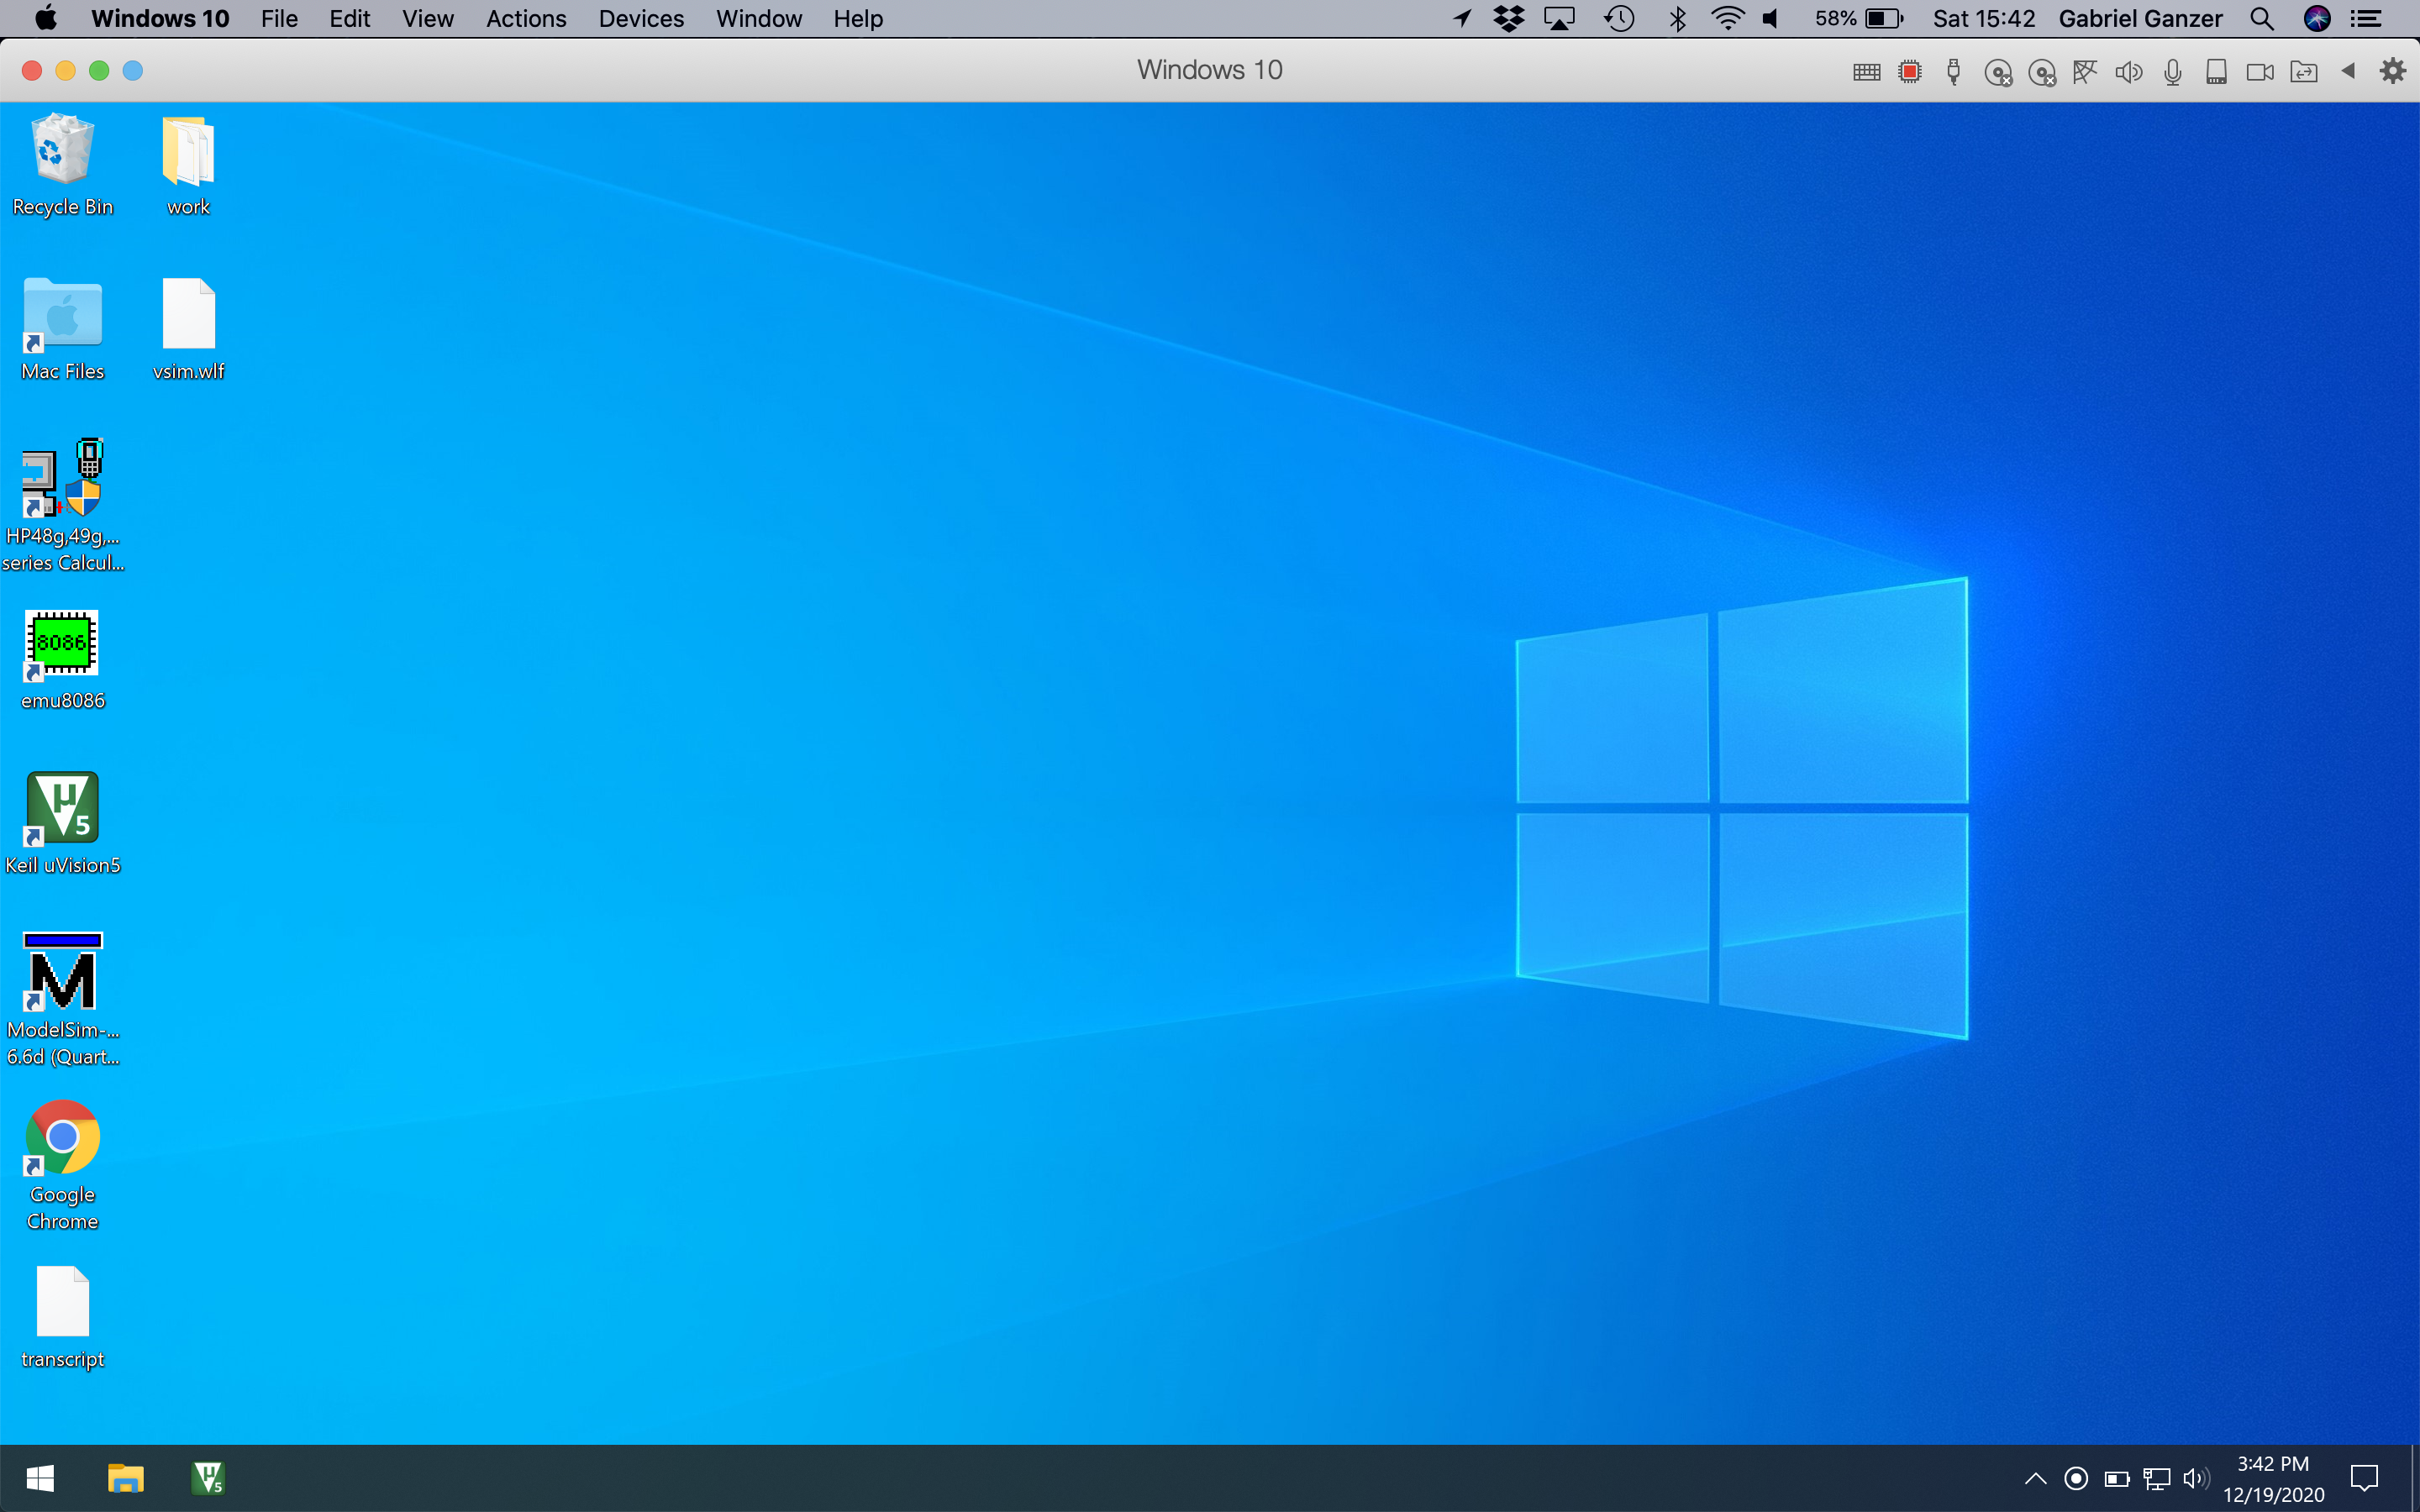 Windows 10 File Edit View Actions Devices Window Help 58% Sat 15:42 Gabriel Ganzer
Windows 10
Recycle Bin
work
Mac Files
vsim.wlf
HP48g,49g,...
series Calcul...
8086
emu8086
µ
5
Keil uVision5
M
ModelSim-...
6.6d (Quart...
Google
Chrome
transcript
µ
5
3:42 PM
12/19/2020